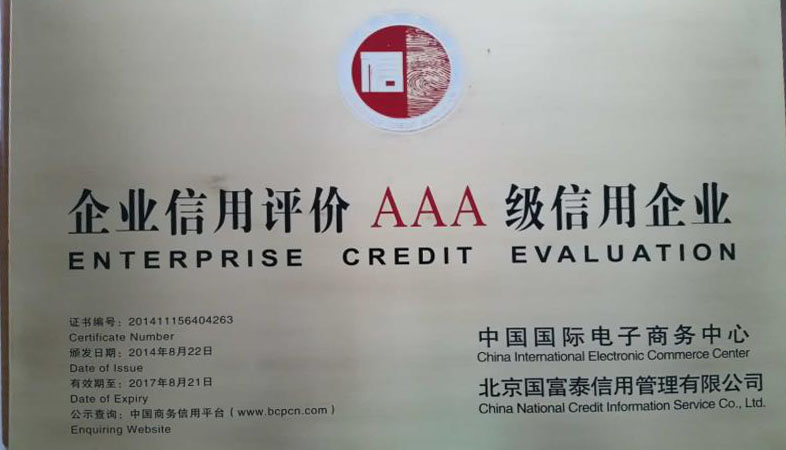 信
企业信用评价 AAA 级信用企业
ENTERPRISE CREDIT EVALUATION
证书编号：201411156404263
Certificate Number
颁发日期：2014年8月22日
Date of Issue
有效期至：2017年8月21日
Date of Expiry
公示查询：中国商务信用平台（www.bcpcn.com）
Enquiring Website
中国国际电子商务中心
China International Electronic Commerce Center
北京国富泰信用管理有限公司
China National Credit Information Service Co., Ltd.